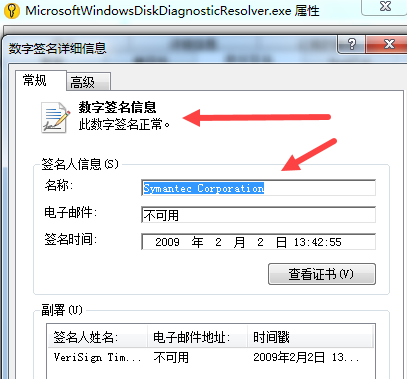 MicrosoftWindowsDiskDiagnosticResolver.exe 属性
数字签名详细信息
常规 高级
数字签名信息
此数字签名正常。
签名人信息(S)
名称: Symantec Corporation
电子邮件: 不可用
签名时间: 2009 年 2 月 2 日 13:42:55
查看证书(V)
副署(U)
签名人姓名: 电子邮件地址: 时间戳
VeriSign Tim... 不可用 2009年2月2日 13...